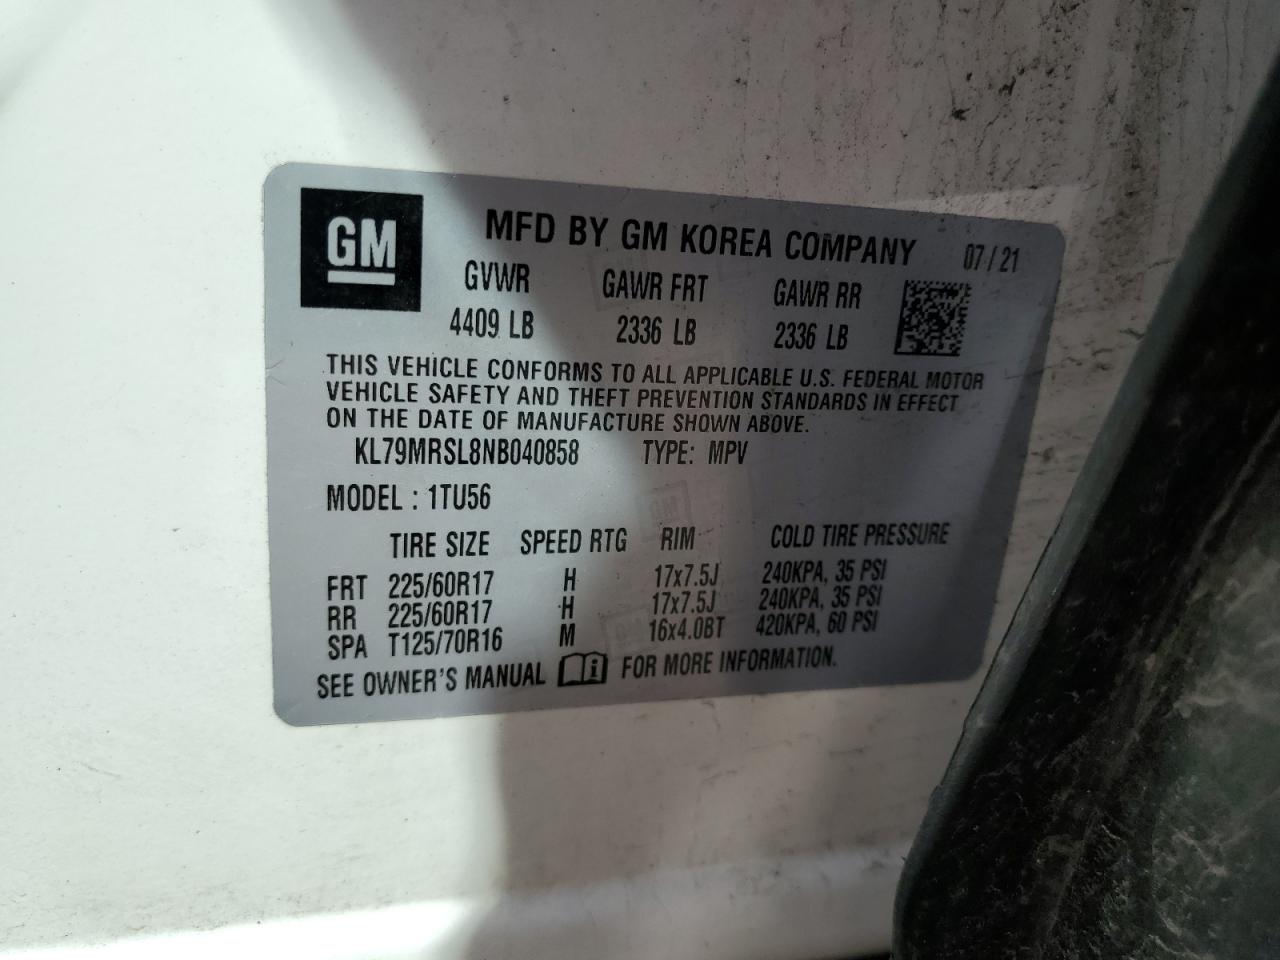 GM
MFD BY GM KOREA COMPANY 07/21
GVWR GAWR FRT GAWR RR
4409 LB 2336 LB 2336 LB
THIS VEHICLE CONFORMS TO ALL APPLICABLE U.S. FEDERAL MOTOR
VEHICLE SAFETY AND THEFT PREVENTION STANDARDS IN EFFECT
ON THE DATE OF MANUFACTURE SHOWN ABOVE.
KL79MRSL8NB040858 TYPE: MPV
MODEL : 1TU56
TIRE SIZE SPEED RTG RIM COLD TIRE PRESSURE
FRT 225/60R17 H 17x7.5J 240KPA, 35 PSI
RR 225/60R17 H 17x7.5J 240KPA, 35 PSI
SPA T125/70R16 M 16x4.0BT 420KPA, 60 PSI
SEE OWNER'S MANUAL i FOR MORE INFORMATION.